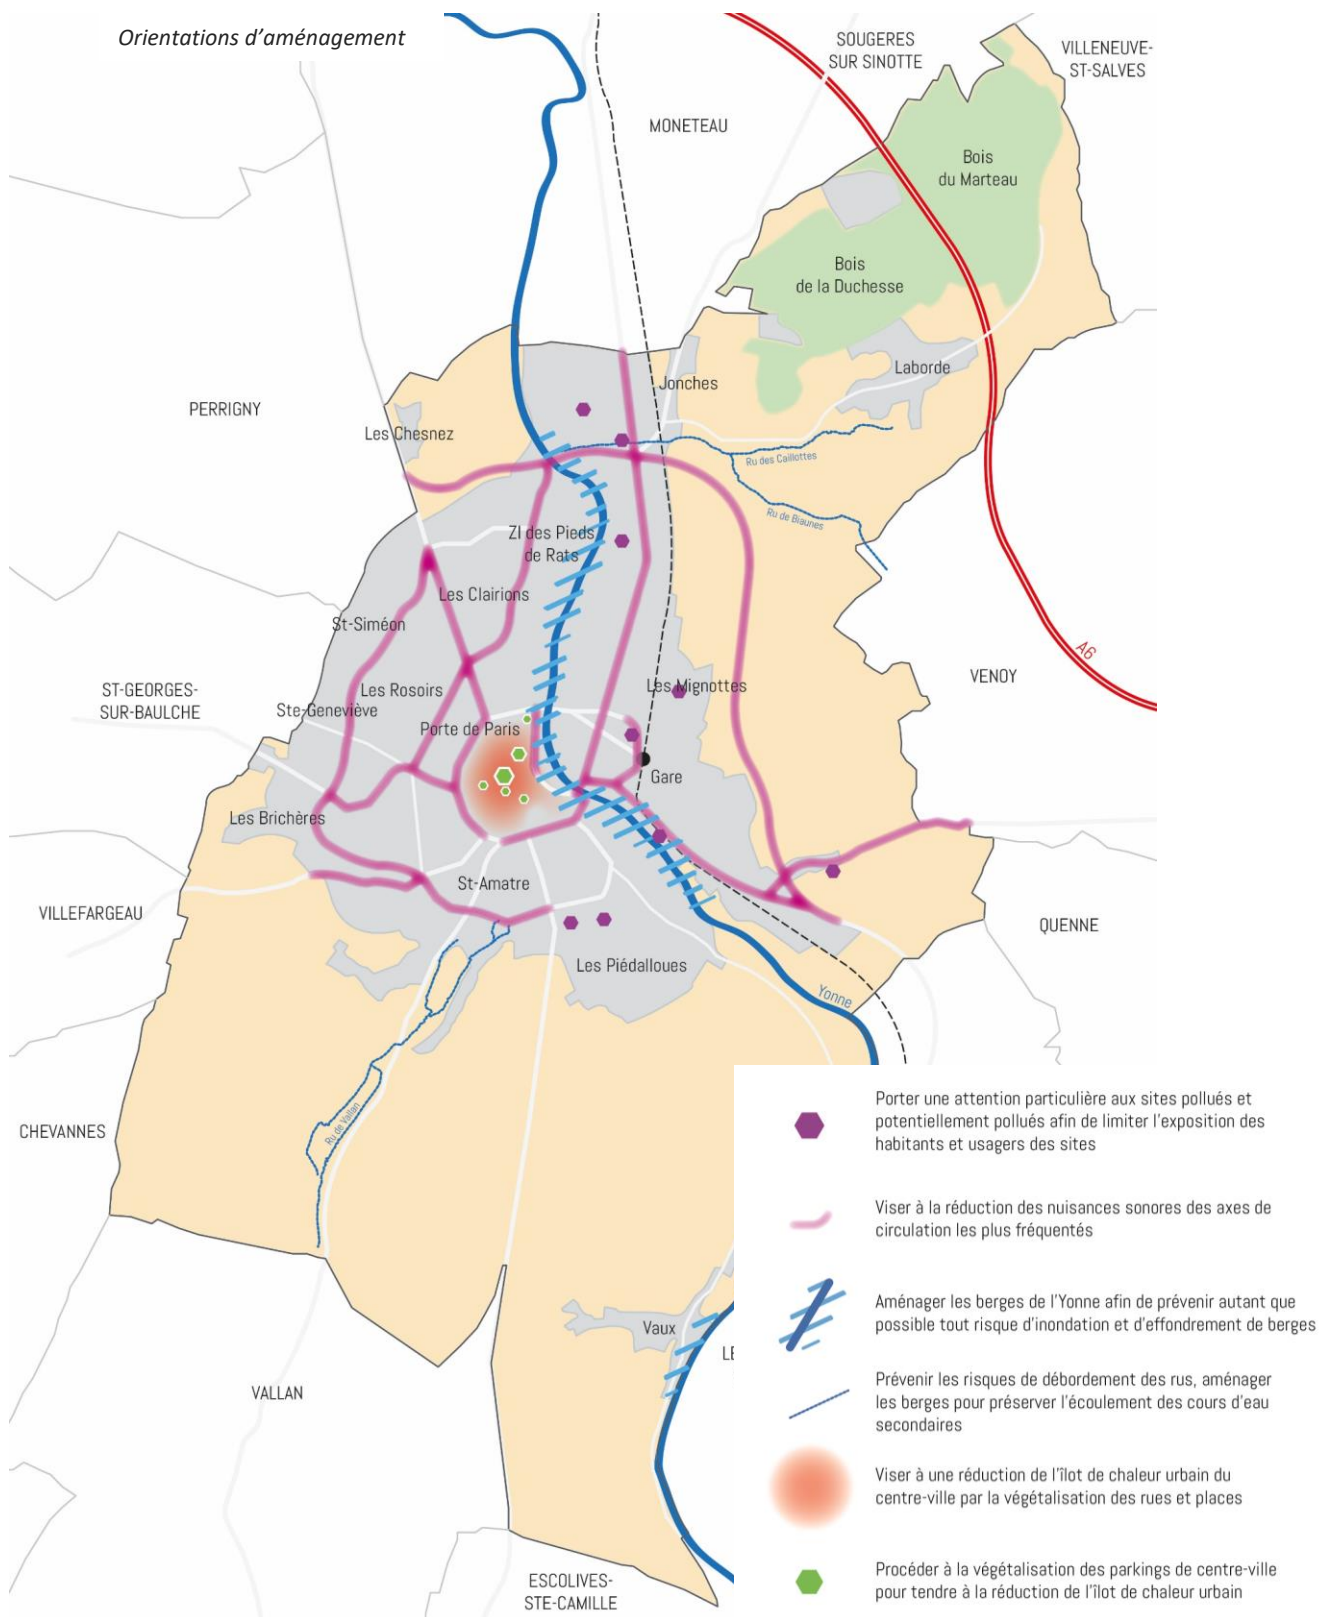 Orientations d'aménagement
SOUGERES
SUR SINOTTE
VILLENEUVE-
ST-SALVES
MONETEAU
Bois
du Marteau
Bois
de la Duchesse
Laborde
Jonches
PERRIGNY
Les Chesnez
Ru des Caillottes
Ru de Biaunes
ZI des Pieds
de Rats
Les Clairions
St-Siméon
A6
VENOY
Les Mignottes
Les Rosoirs
ST-GEORGES-
SUR-BAULCHE
Ste-Geneviève
Porte de Paris
Gare
Les Brichères
St-Amatre
VILLEFARGEAU
QUENNE
Les Piédalloues
Yonne
Ru de Vallan
CHEVANNES
Vaux
LE
VALLAN
ESCOLIVES-
STE-CAMILLE
Porter une attention particulière aux sites pollués et
potentiellement pollués afin de limiter l'exposition des
habitants et usagers des sites
Viser à la réduction des nuisances sonores des axes de
circulation les plus fréquentés
Aménager les berges de l'Yonne afin de prévenir autant que
possible tout risque d'inondation et d'effondrement de berges
Prévenir les risques de débordement des rus, aménager
les berges pour préserver l'écoulement des cours d'eau
secondaires
Viser à une réduction de l'îlot de chaleur urbain du
centre-ville par la végétalisation des rues et places
Procéder à la végétalisation des parkings de centre-ville
pour tendre à la réduction de l'îlot de chaleur urbain